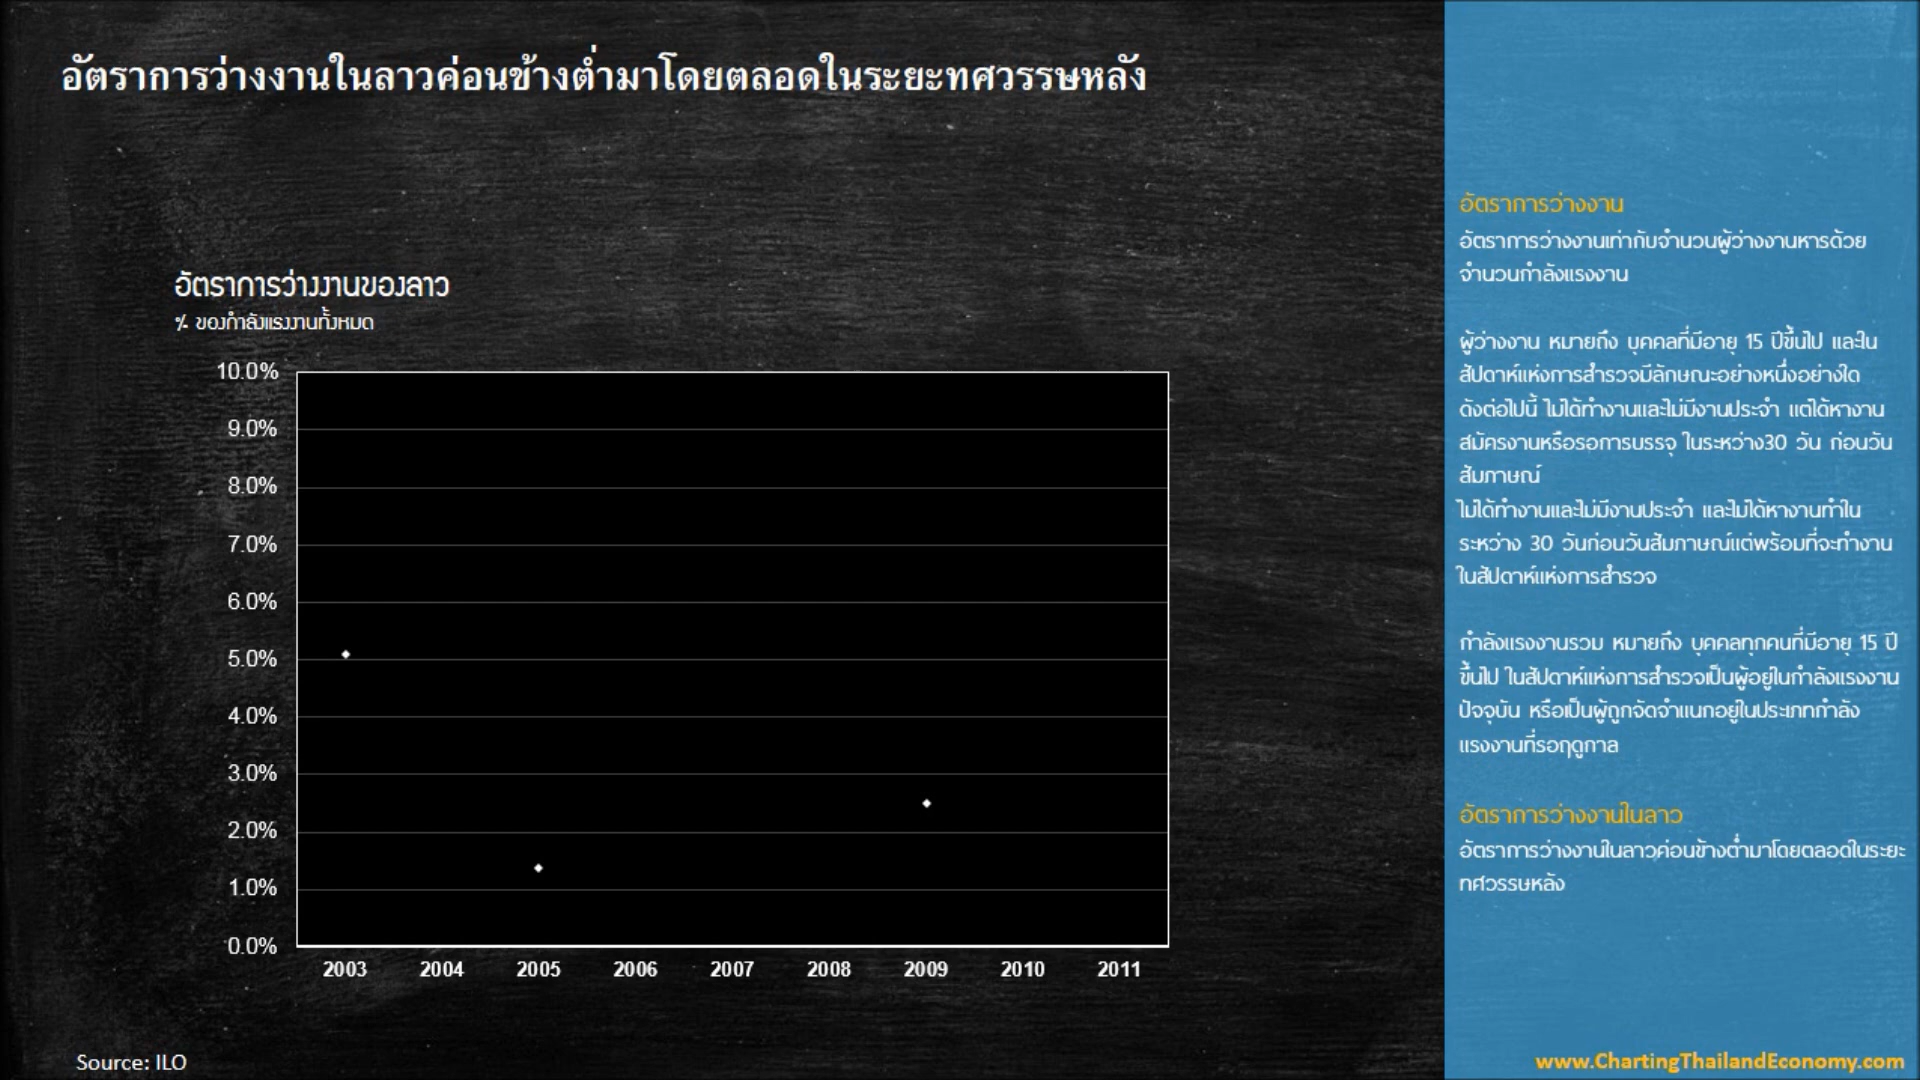 อัตราการว่างงานในลาวค่อนข้างต่ำมาโดยตลอดในระยะทศวรรษหลัง
อัตราการว่างงานของลาว
% ของกำลังแรงงานทั้งหมด
10.0%
9.0%
8.0%
7.0%
6.0%
5.0%
4.0%
3.0%
2.0%
1.0%
0.0%
2003 2004 2005 2006 2007 2008 2009 2010 2011
Source: ILO
อัตราการว่างงาน
อัตราการว่างงานเท่ากับจำนวนผู้ว่างงานหารด้วย
จำนวนกำลังแรงงาน
ผู้ว่างงาน หมายถึง บุคคลที่มีอายุ 15 ปีขึ้นไป และใน
สัปดาห์แห่งการสำรวจมีลักษณะอย่างหนึ่งอย่างใด
ดังต่อไปนี้ ไม่ได้ทำงานและไม่มีงานประจำ แต่ได้หางาน
สมัครงานหรือรอการบรรจุ ในระหว่าง30 วัน ก่อนวัน
สัมภาษณ์
ไม่ได้ทำงานและไม่มีงานประจำ และไม่ได้หางานทำใน
ระหว่าง 30 วันก่อนวันสัมภาษณ์แต่พร้อมที่จะทำงาน
ในสัปดาห์แห่งการสำรวจ
กำลังแรงงานรวม หมายถึง บุคคลทุกคนที่มีอายุ 15 ปี
ขึ้นไป ในสัปดาห์แห่งการสำรวจเป็นผู้อยู่ในกำลังแรงงาน
ปัจจุบัน หรือเป็นผู้ถูกจัดจำแนกอยู่ในประเภทกำลัง
แรงงานที่รอฤดูกาล
อัตราการว่างงานในลาว
อัตราการว่างงานในลาวค่อนข้างต่ำมาโดยตลอดในระยะ
ทศวรรษหลัง
www.ChartingThailandEconomy.com